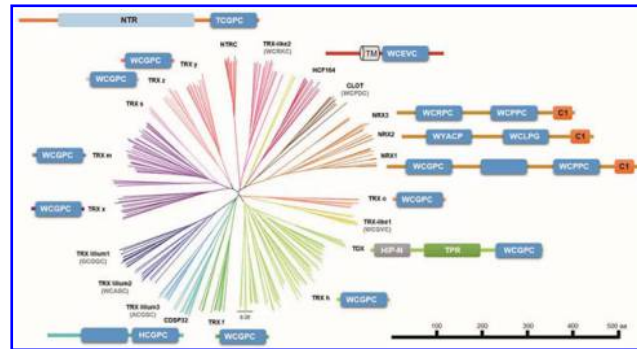 NTR
TCGPC
NTRC
TRX-like2
(WCRKC)
TM
WCEVC
WCGPC
TRX y
HCF164
WCGPC
TRX z
CLOT
(WCPDC)
TRX s
NRX3
WCRPC
WCPPC
C1
NRX2
WYACP
WCLPG
C1
WCGPC
TRX m
NRX1
WCGPC
WCPPC
C1
WCGPC
TRX x
TRX o
WCGPC
TRX-like1
(WCGVC)
TRX lilium1
(GCGGC)
TDX
HIP-N
TPR
WCGPC
TRX lilium2
(WCASC)
TRX lilium3
(ACGSC)
TRX h
WCGPC
CDSP32
HCGPC
TRX f
WCGPC
0.20
100
200
300
400
500 aa